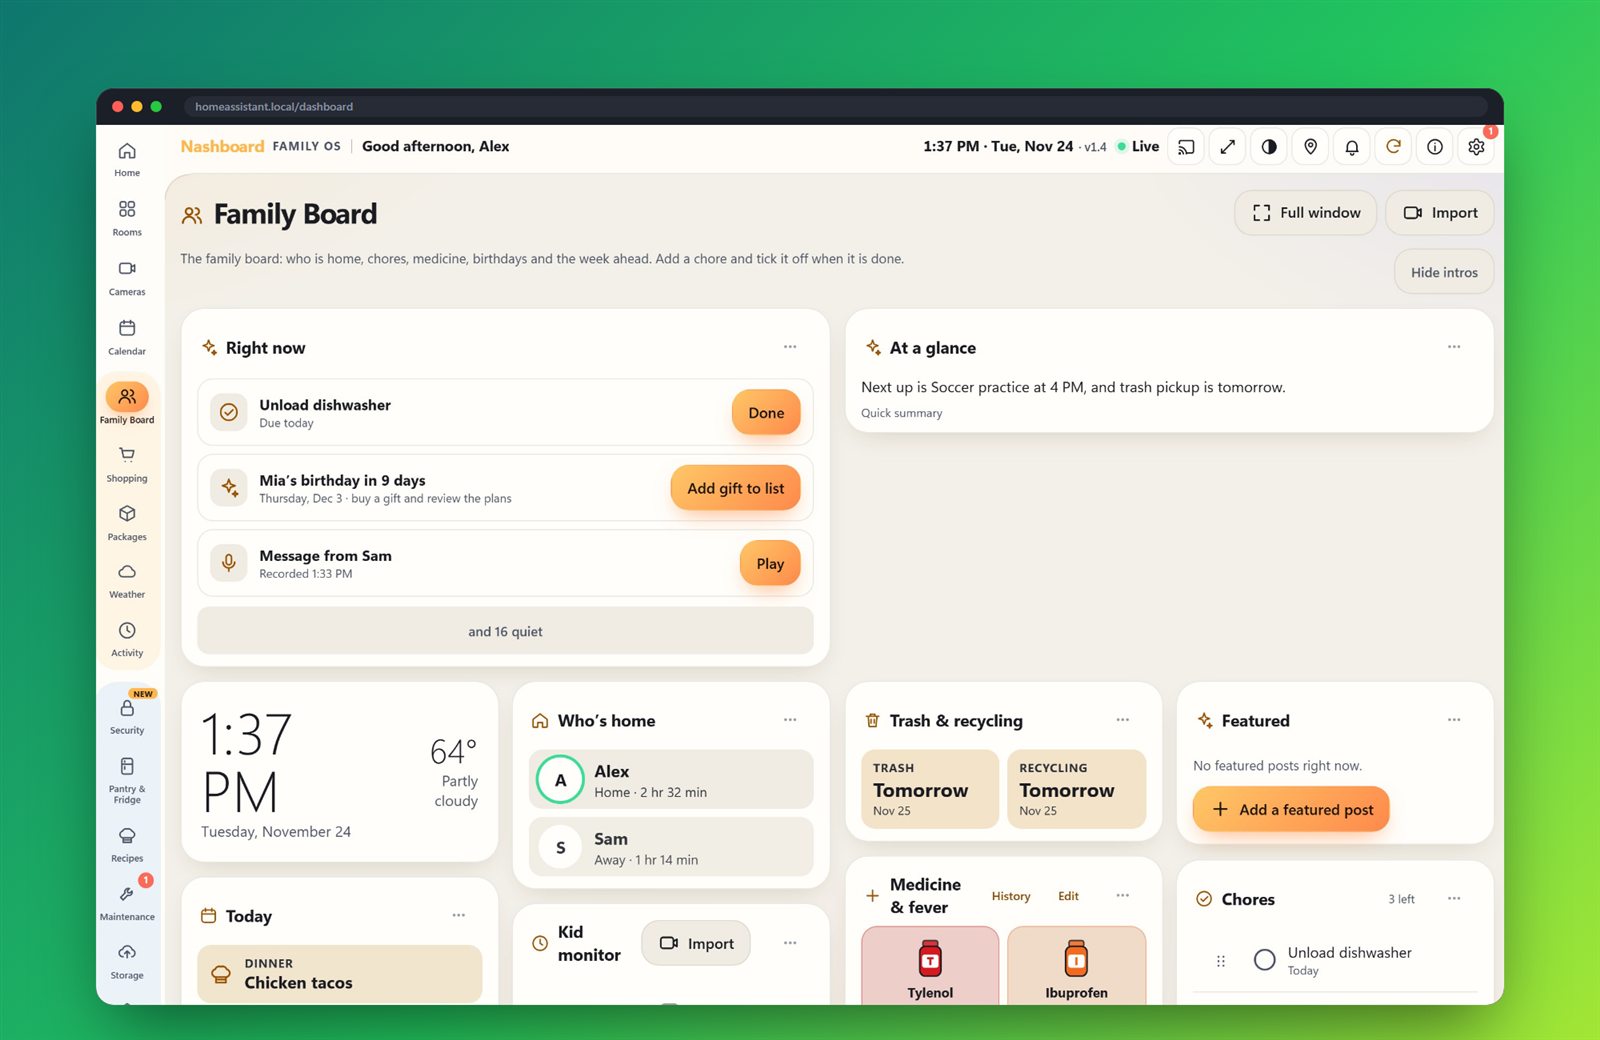 homeassistant.local/dashboard
Nashboard FAMILY OS Good afternoon, Alex
1:37 PM · Tue, Nov 24 · v1.4 Live
1
Home
Rooms
Cameras
Calendar
Family Board
Shopping
Packages
Weather
Activity
NEW
Security
Pantry &
Fridge
Recipes
1
Maintenance
Storage
Family Board
Full window
Import
The family board: who is home, chores, medicine, birthdays and the week ahead. Add a chore and tick it off when it is done.
Hide intros
Right now
Unload dishwasher
Due today
Done
Mia’s birthday in 9 days
Thursday, Dec 3 · buy a gift and review the plans
Add gift to list
Message from Sam
Recorded 1:33 PM
Play
and 16 quiet
At a glance
Next up is Soccer practice at 4 PM, and trash pickup is tomorrow.
Quick summary
1:37
PM
64°
Partly
cloudy
Tuesday, November 24
Who’s home
A
Alex
Home · 2 hr 32 min
S
Sam
Away · 1 hr 14 min
Trash & recycling
TRASH
Tomorrow
Nov 25
RECYCLING
Tomorrow
Nov 25
Featured
No featured posts right now.
Add a featured post
Today
DINNER
Chicken tacos
Kid
monitor
Import
Medicine
& fever
History
Edit
T
Tylenol
I
Ibuprofen
Chores
3 left
Unload dishwasher
Today